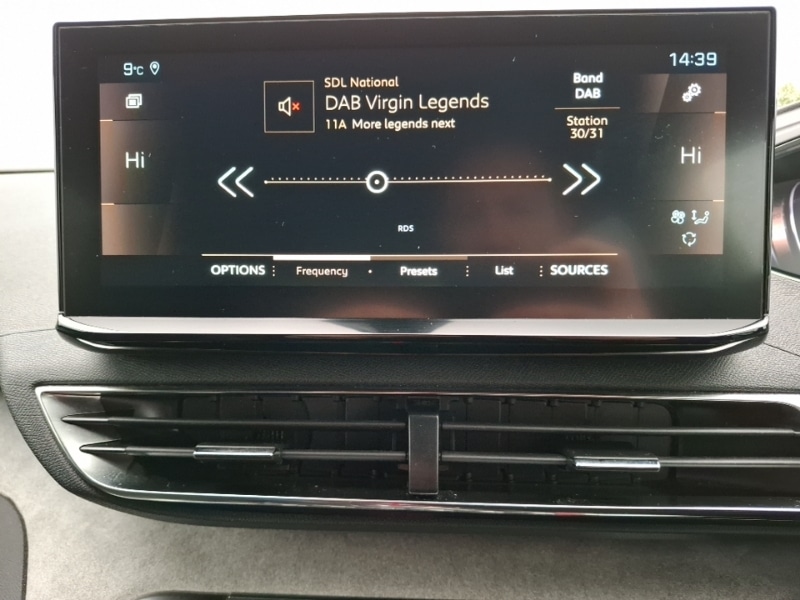 9°C
14:39
SDL National
DAB Virgin Legends
11A More legends next
Band
DAB
Station
30/31
Hi
Hi
RDS
OPTIONS
Frequency
Presets
List
SOURCES